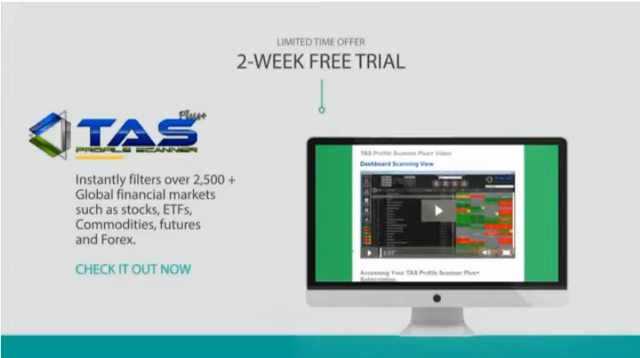 LIMITED TIME OFFER
2-WEEK FREE TRIAL
TAS Plus+
PROFILE SCANNER
Instantly filters over 2,500 +
Global financial markets
such as stocks, ETFs,
Commodities, futures
and Forex.
CHECK IT OUT NOW
TAS Profile Scanner Plus+ Video
Dashboard Scanning View
Accessing Your TAS Profile Scanner Plus+
Subscription